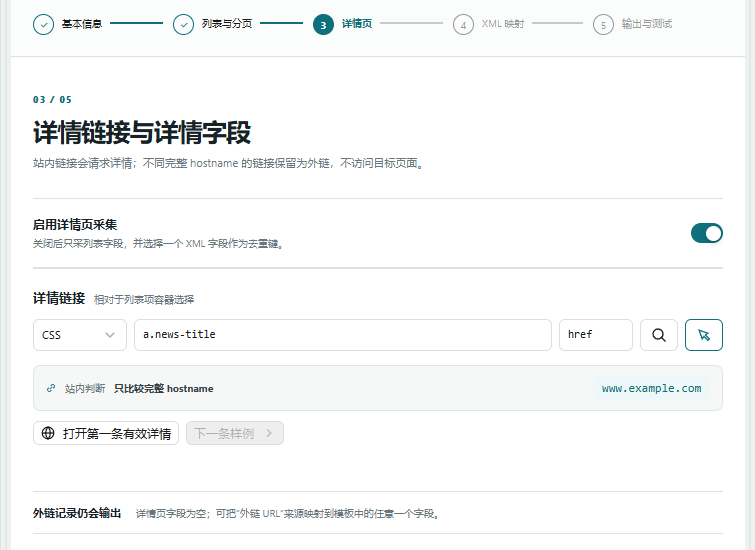 基本信息 列表与分页 3 详情页 4 XML 映射 5 输出与测试
03 / 05
详情链接与详情字段
站内链接会请求详情；不同完整 hostname 的链接保留为外链，不访问目标页面。
启用详情页采集
关闭后只采列表字段，并选择一个 XML 字段作为去重键。
详情链接 相对于列表项容器选择
CSS a.news-title href
站内判断 只比较完整 hostname www.example.com
打开第一条有效详情 下一条样例
外链记录仍会输出 详情页字段为空；可把“外链 URL”来源映射到模板中的任意一个字段。